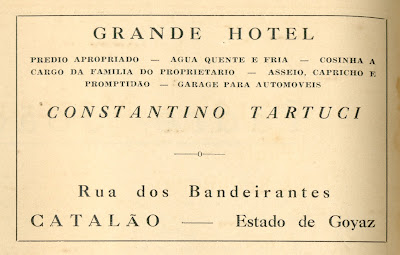 GRANDE HOTEL
PREDIO APROPRIADO — AGUA QUENTE E FRIA — COSINHA A
CARGO DA FAMILIA DO PROPRIETARIO — ASSEIO, CAPRICHO E
PROMPTIDÃO — GARAGE PARA AUTOMOVEIS
CONSTANTINO TARTUCI
Rua dos Bandeirantes
CATALÃO — Estado de Goyaz